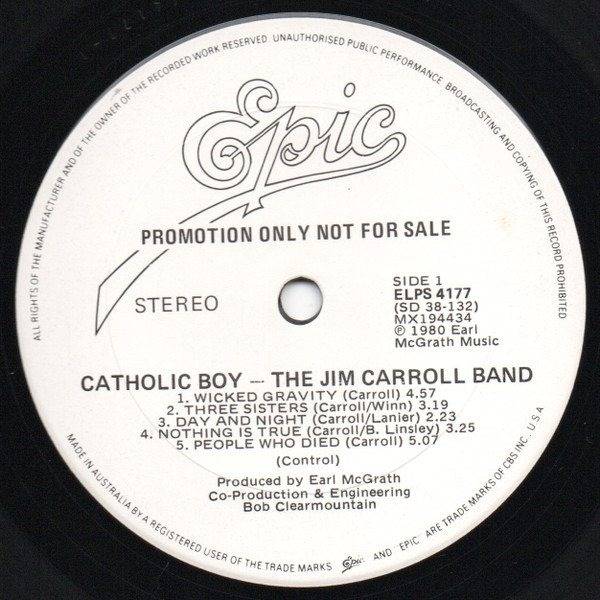 ALL RIGHTS OF THE MANUFACTURER AND OF THE OWNER OF THE RECORDED WORK RESERVED. UNAUTHORISED PUBLIC PERFORMANCE BROADCASTING AND COPYING OF THIS RECORD PROHIBITED
Epic
PROMOTION ONLY NOT FOR SALE
STEREO
SIDE 1
ELPS 4177
(SD 38-132)
MX194434
℗ 1980 Earl
McGrath Music
CATHOLIC BOY — THE JIM CARROLL BAND
1. WICKED GRAVITY (Carroll) 4.57
2. THREE SISTERS (Carroll/Winn) 3.19
3. DAY AND NIGHT (Carroll/Lanier) 2.23
4. NOTHING IS TRUE (Carroll/B. Linsley) 3.25
5. PEOPLE WHO DIED (Carroll) 5.07
(Control)
Produced by Earl McGrath
Co-Production & Engineering
Bob Clearmountain
MADE IN AUSTRALIA BY A REGISTERED USER OF THE TRADE MARKS Epic AND "EPIC" ARE TRADE MARKS OF CBS INC. U S A